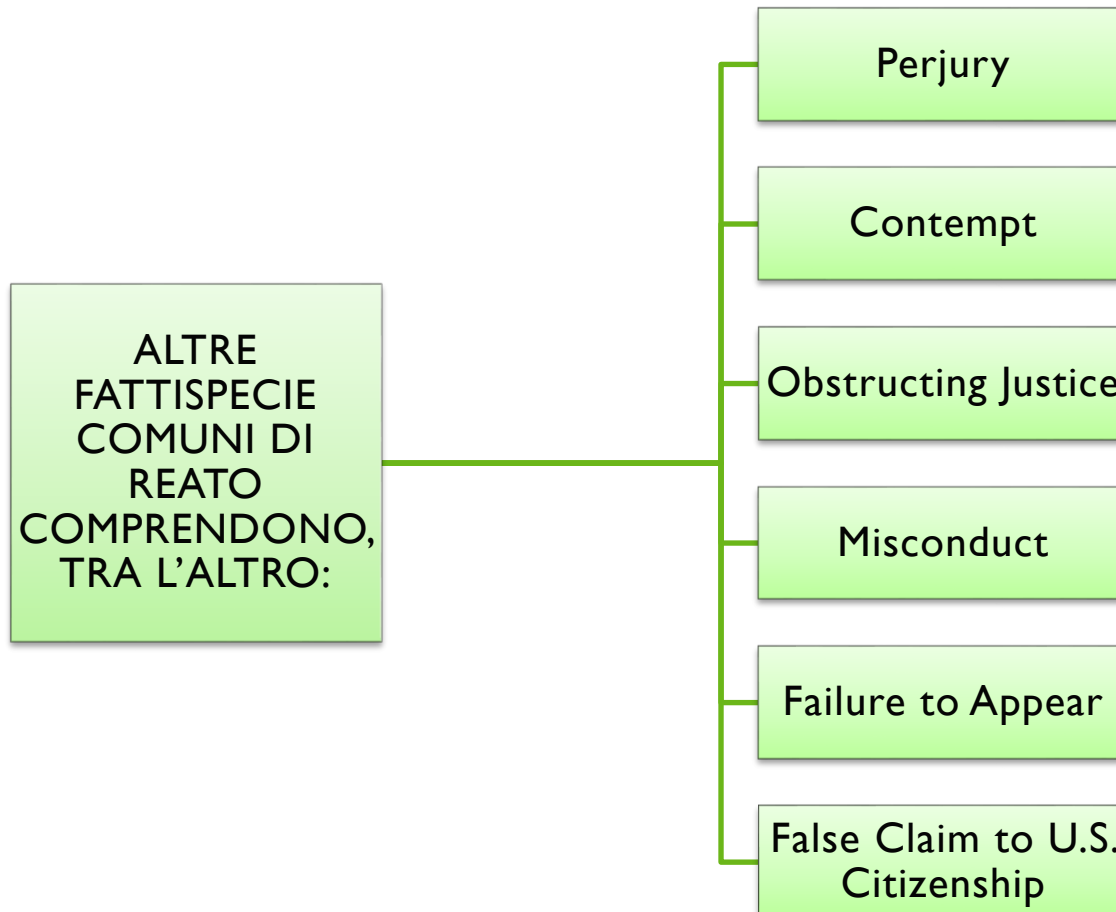 ALTRE
FATTISPECIE
COMUNI DI
REATO
COMPRENDONO,
TRA L’ALTRO:
Perjury
Contempt
Obstructing Justice
Misconduct
Failure to Appear
False Claim to U.S.
Citizenship